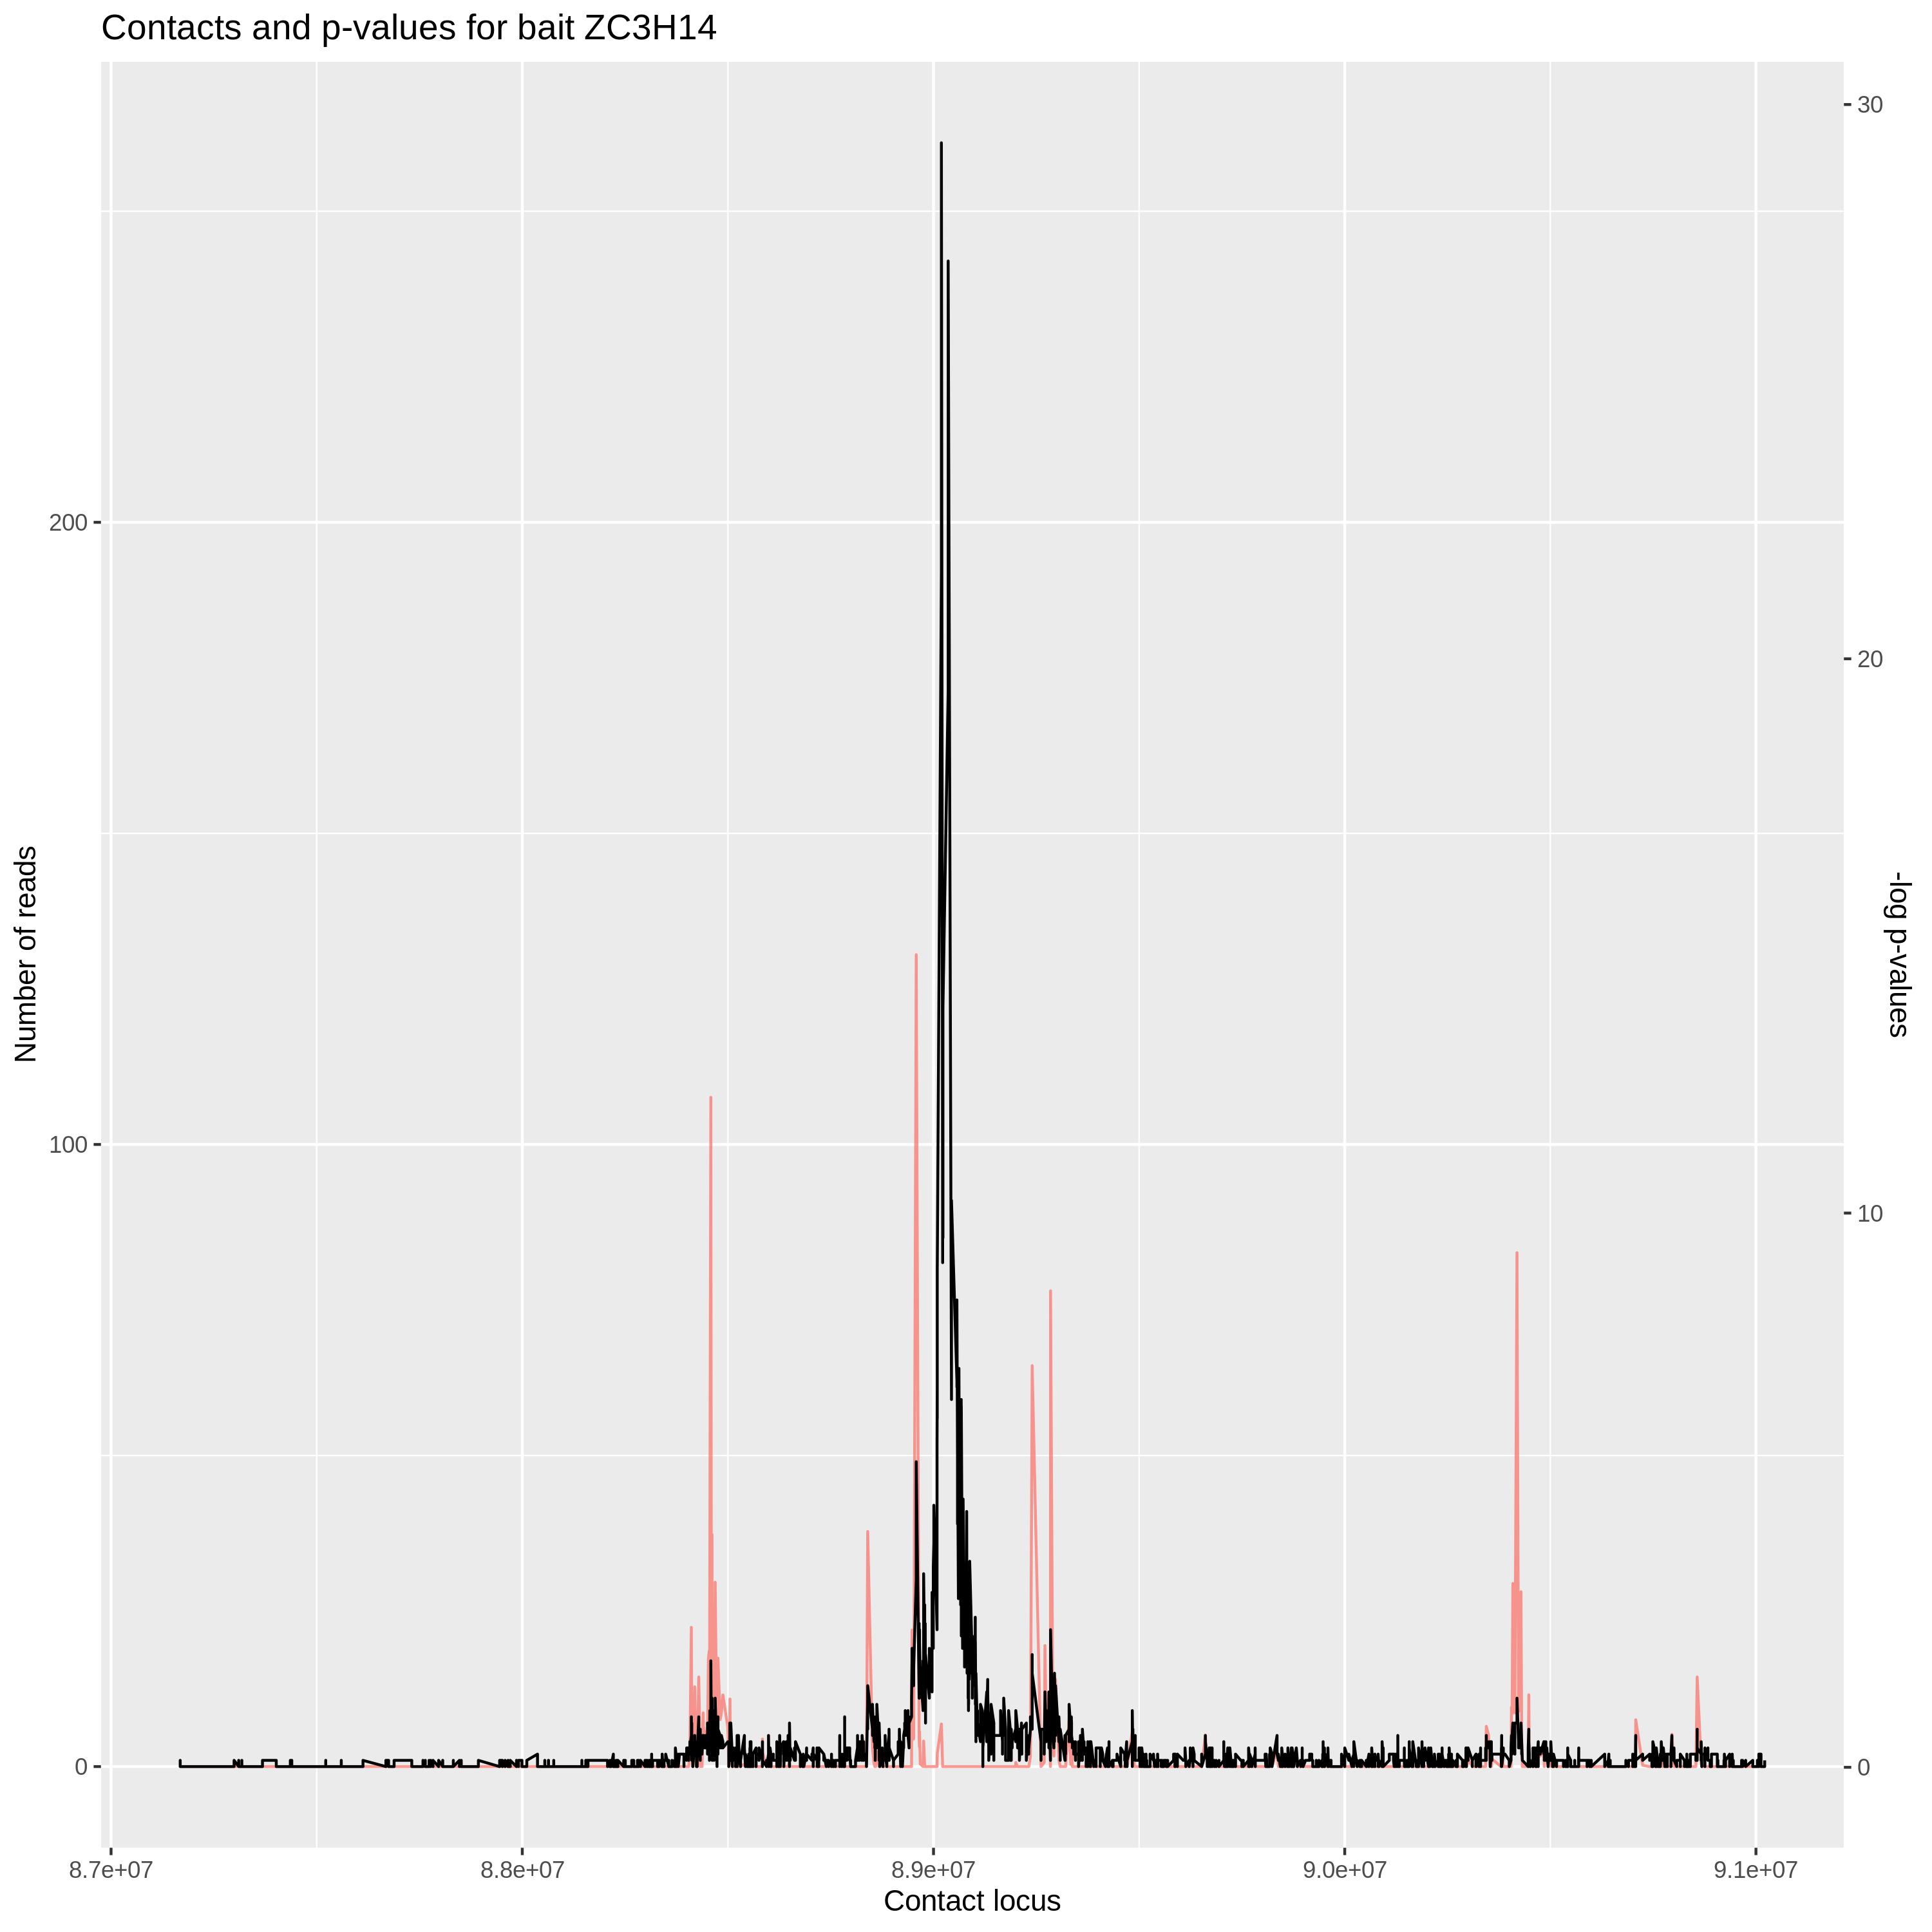 Contacts and p-values for bait ZC3H14
30
200
20
Number of reads
-log p-values
100
10
0
0
8.7e+07
8.8e+07
8.9e+07
9.0e+07
9.1e+07
Contact locus